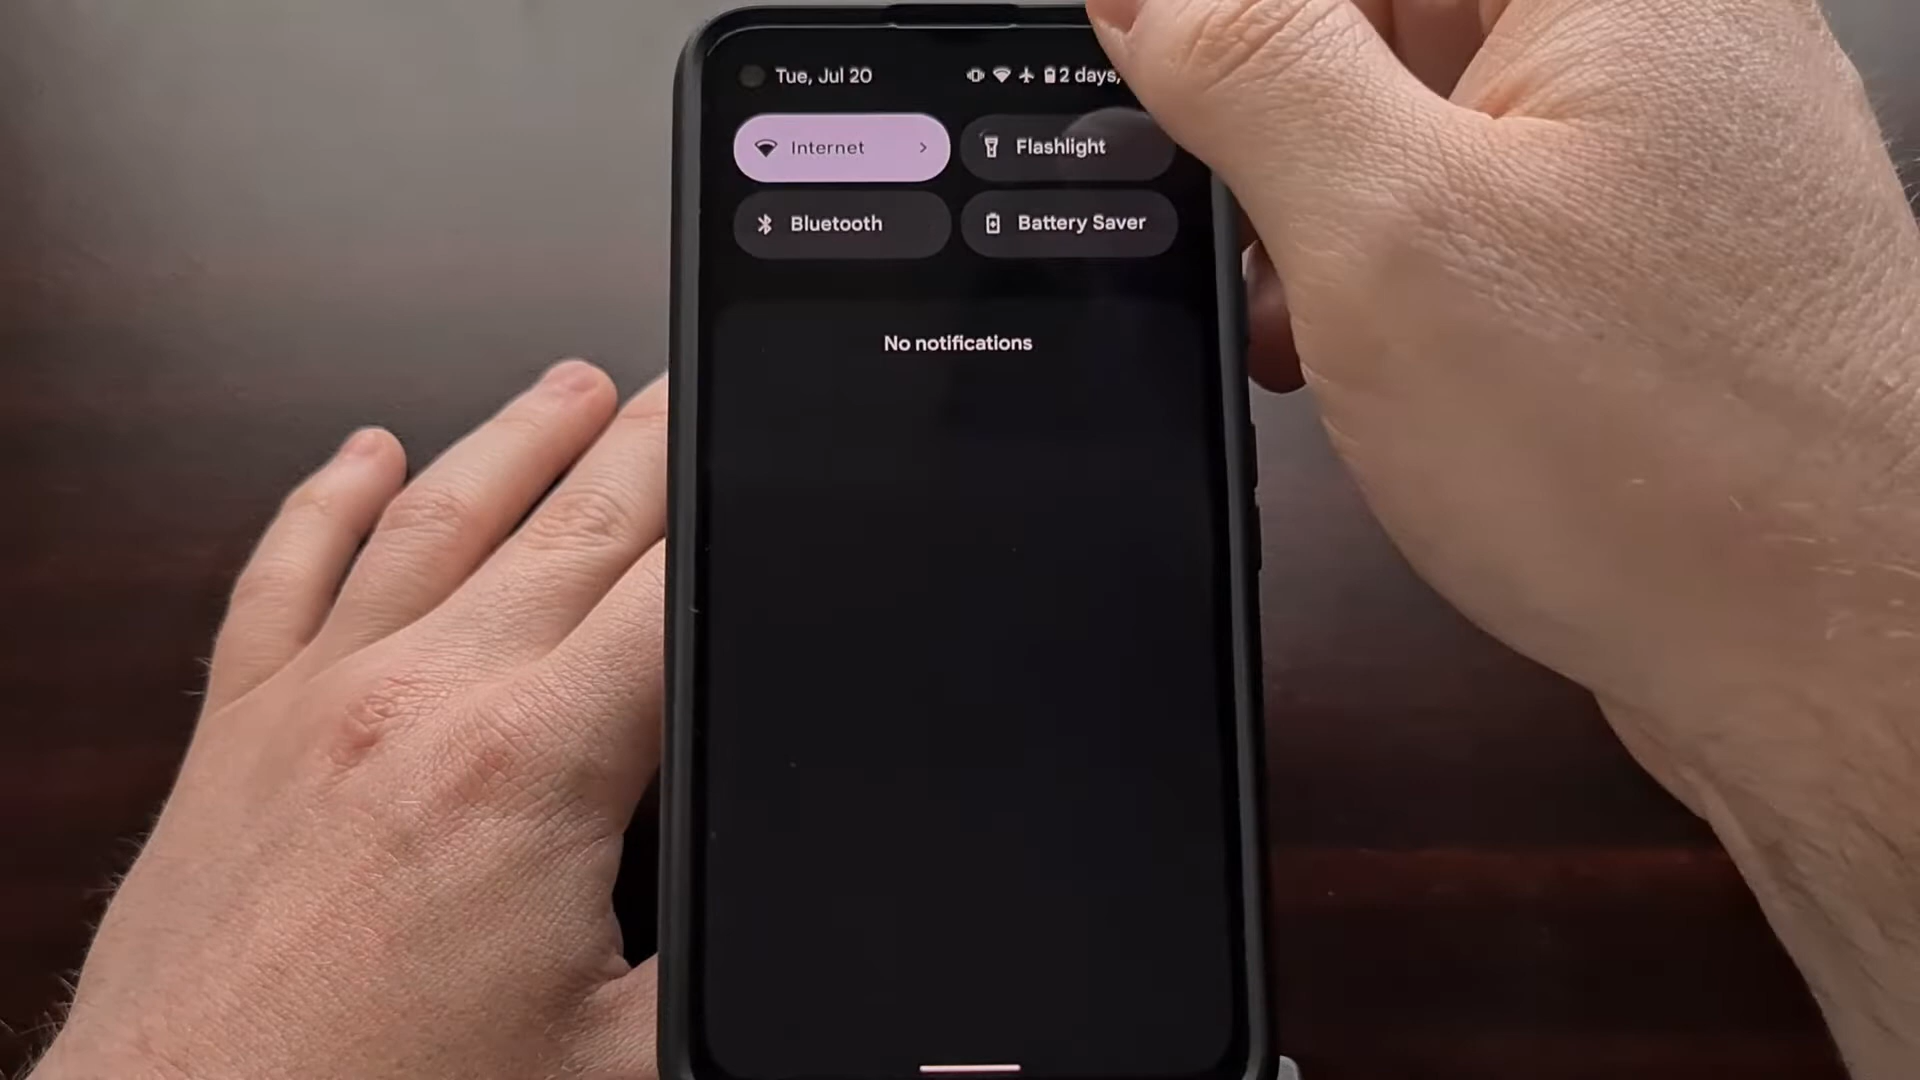 Tue, Jul 20 2 days,
Internet
Flashlight
Bluetooth
Battery Saver
No notifications